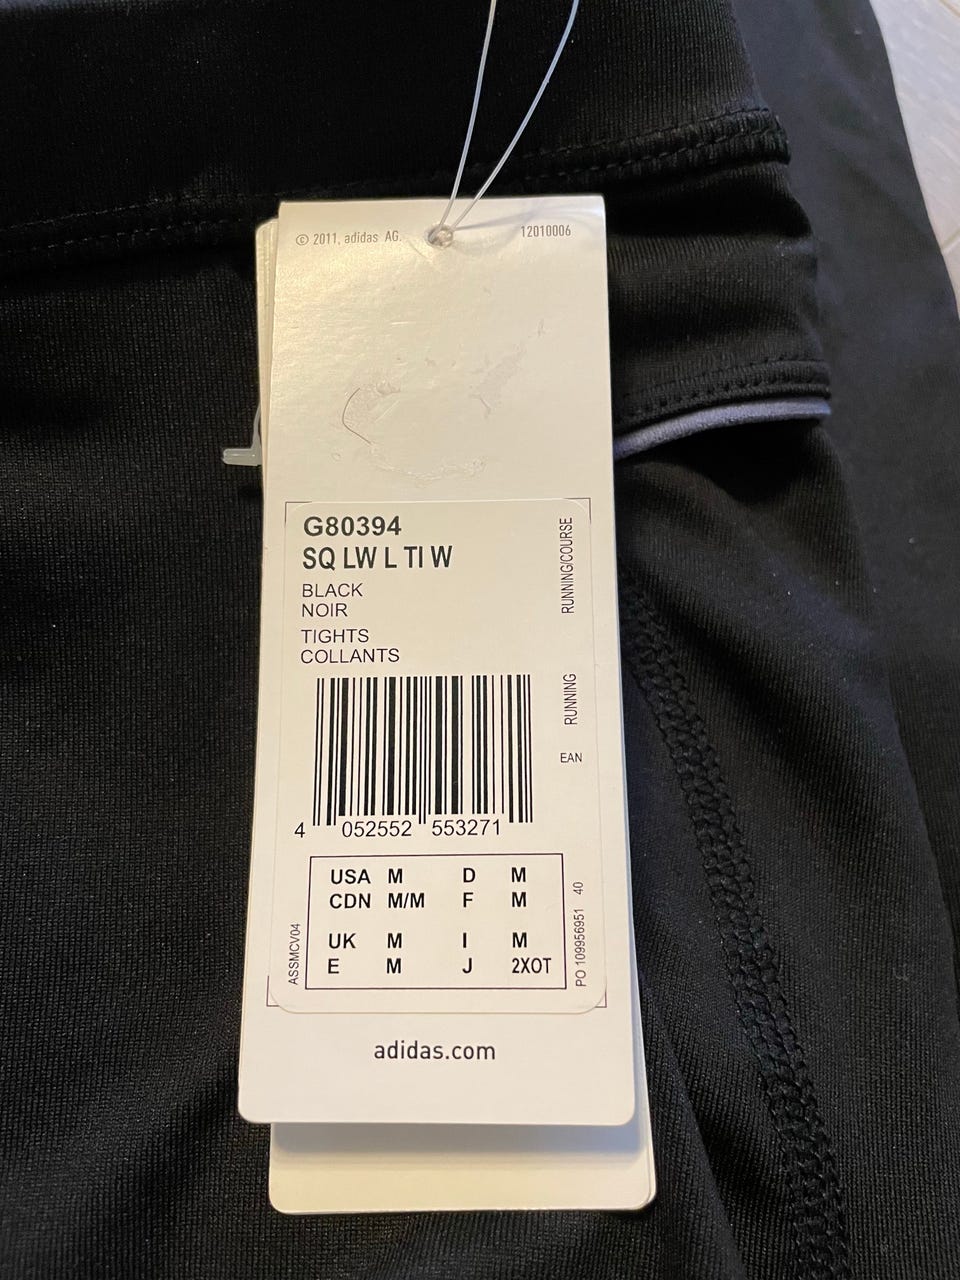 © 2011, adidas AG. 12010006
G80394
SQ LW L TI W
BLACK
NOIR
TIGHTS
COLLANTS
RUNNING/COURSE
RUNNING
EAN
4 052552 553271
USA M D M
CDN M/M F M
UK M I M
E M J 2XOT
ASSMCV04
PO 109956951 40
adidas.com